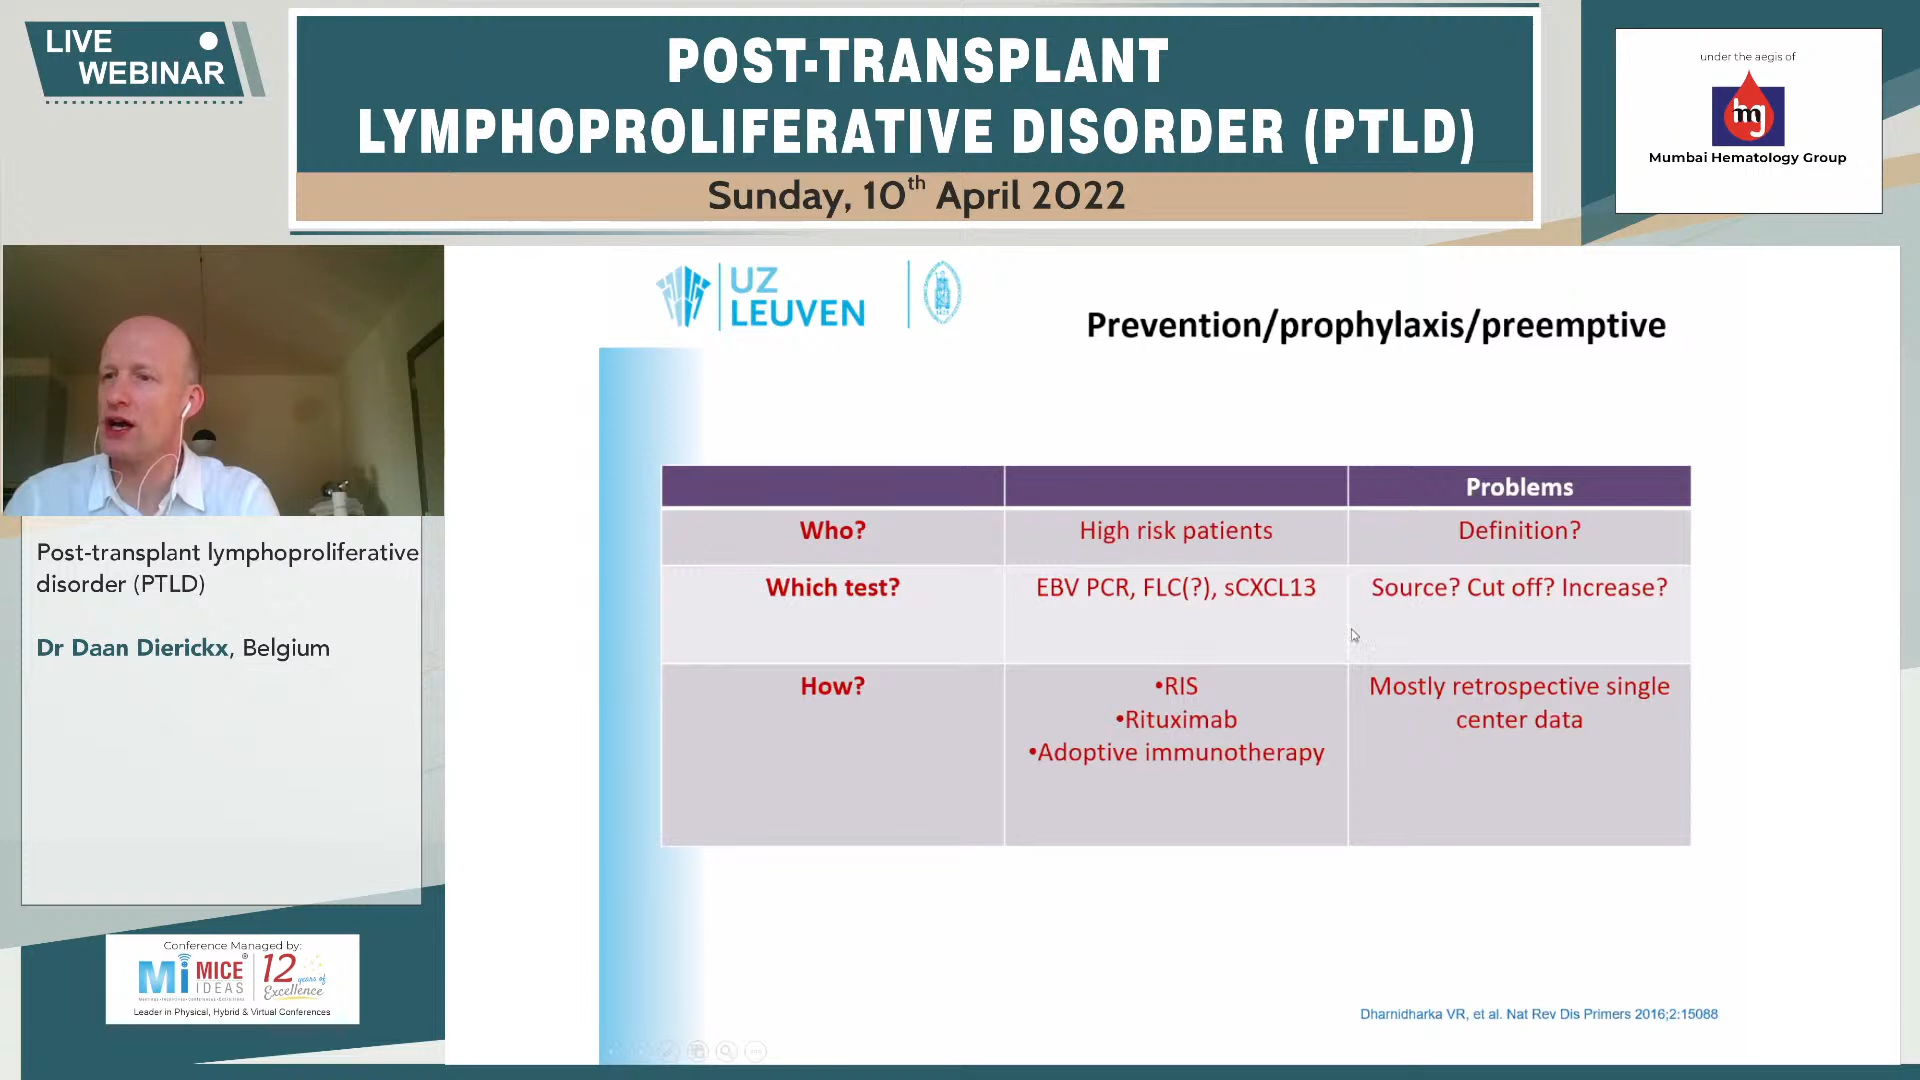 LIVE
WEBINAR
POST-TRANSPLANT
LYMPHOPROLIFERATIVE DISORDER (PTLD)
Sunday, 10th April 2022
under the aegis of
mg
Mumbai Hematology Group
UZ
LEUVEN
Prevention/prophylaxis/preemptive
Problems
Who?
High risk patients
Definition?
Which test?
EBV PCR, FLC(?), sCXCL13
Source? Cut off? Increase?
How?
•RIS
•Rituximab
•Adoptive immunotherapy
Mostly retrospective single
center data
Dharnidharka VR, et al. Nat Rev Dis Primers 2016;2:15088
Post-transplant lymphoproliferative
disorder (PTLD)
Dr Daan Dierickx, Belgium
Conference Managed by:
Mi MICE
IDEAS
12
years of
Excellence
Leader in Physical, Hybrid & Virtual Conferences